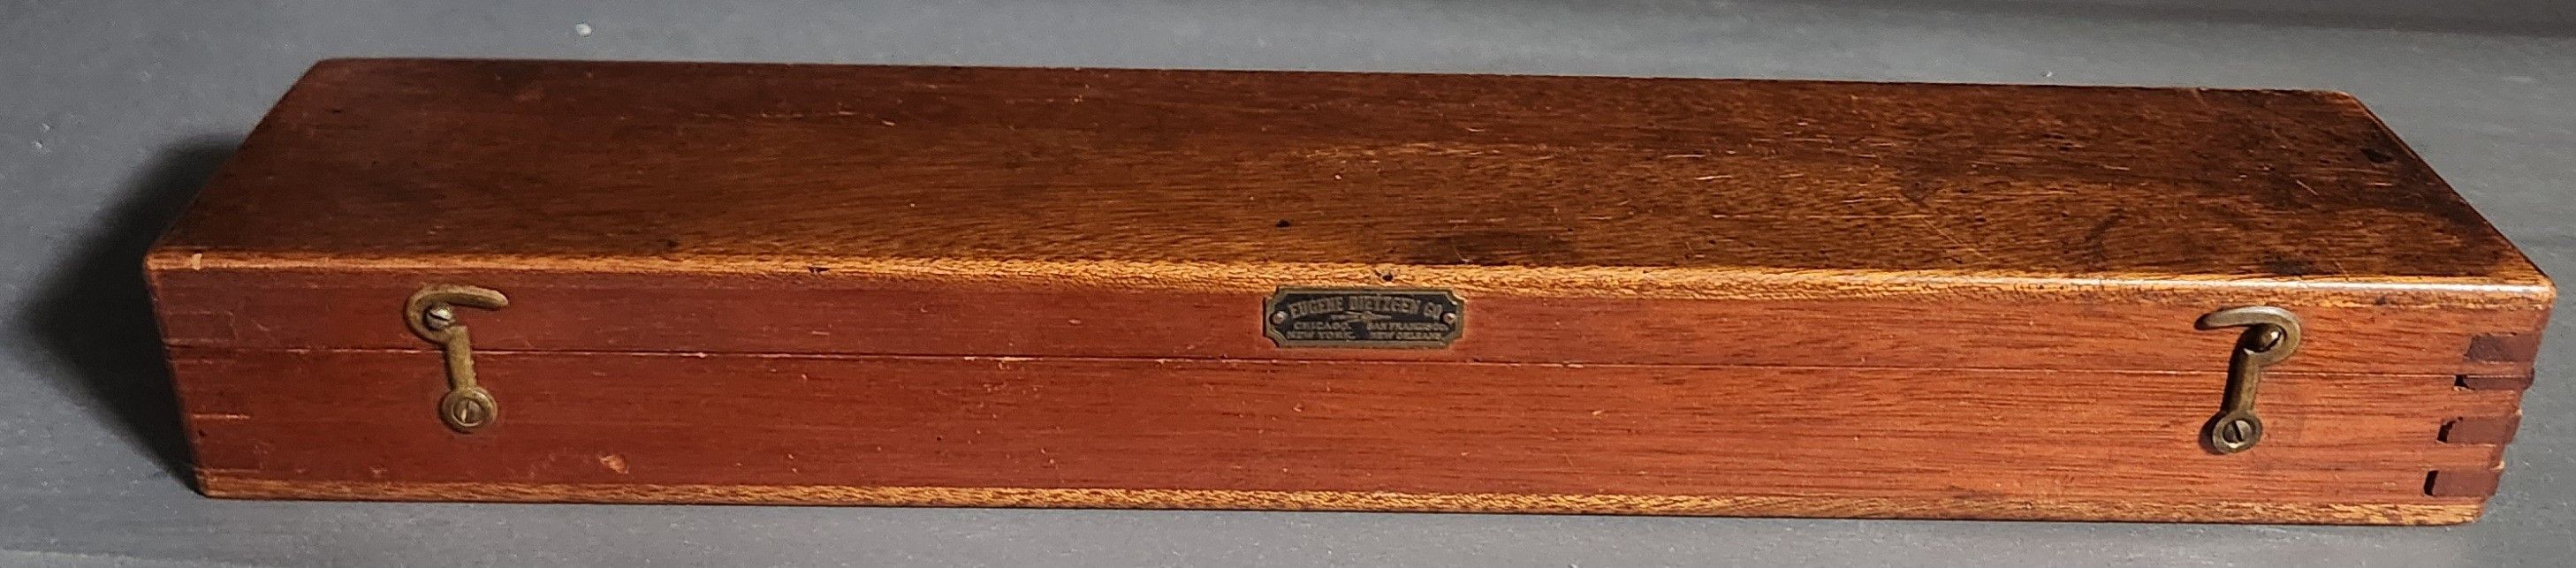 EUGENE DIETZGEN CO
CHICAGO. SAN FRANCISCO.
NEW YORK. NEW ORLEANS.